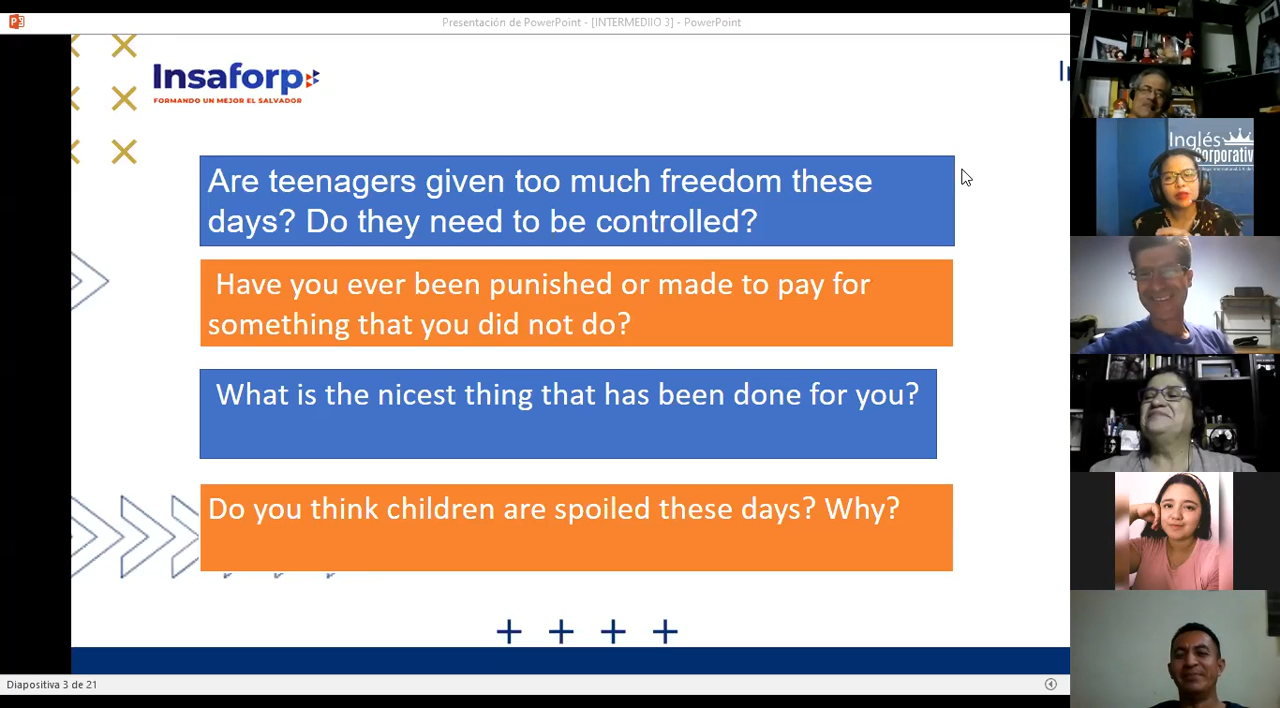 Presentación de PowerPoint - [INTERMEDIIO 3] - PowerPoint
Insaforp
FORMANDO UN MEJOR EL SALVADOR
Are teenagers given too much freedom these
days? Do they need to be controlled?
Have you ever been punished or made to pay for
something that you did not do?
What is the nicest thing that has been done for you?
Do you think children are spoiled these days? Why?
Inglés
Corporativ
Diapositiva 3 de 21